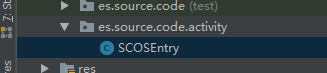 es.source.code (test)
es.source.code.activity
SCOSEntry
res